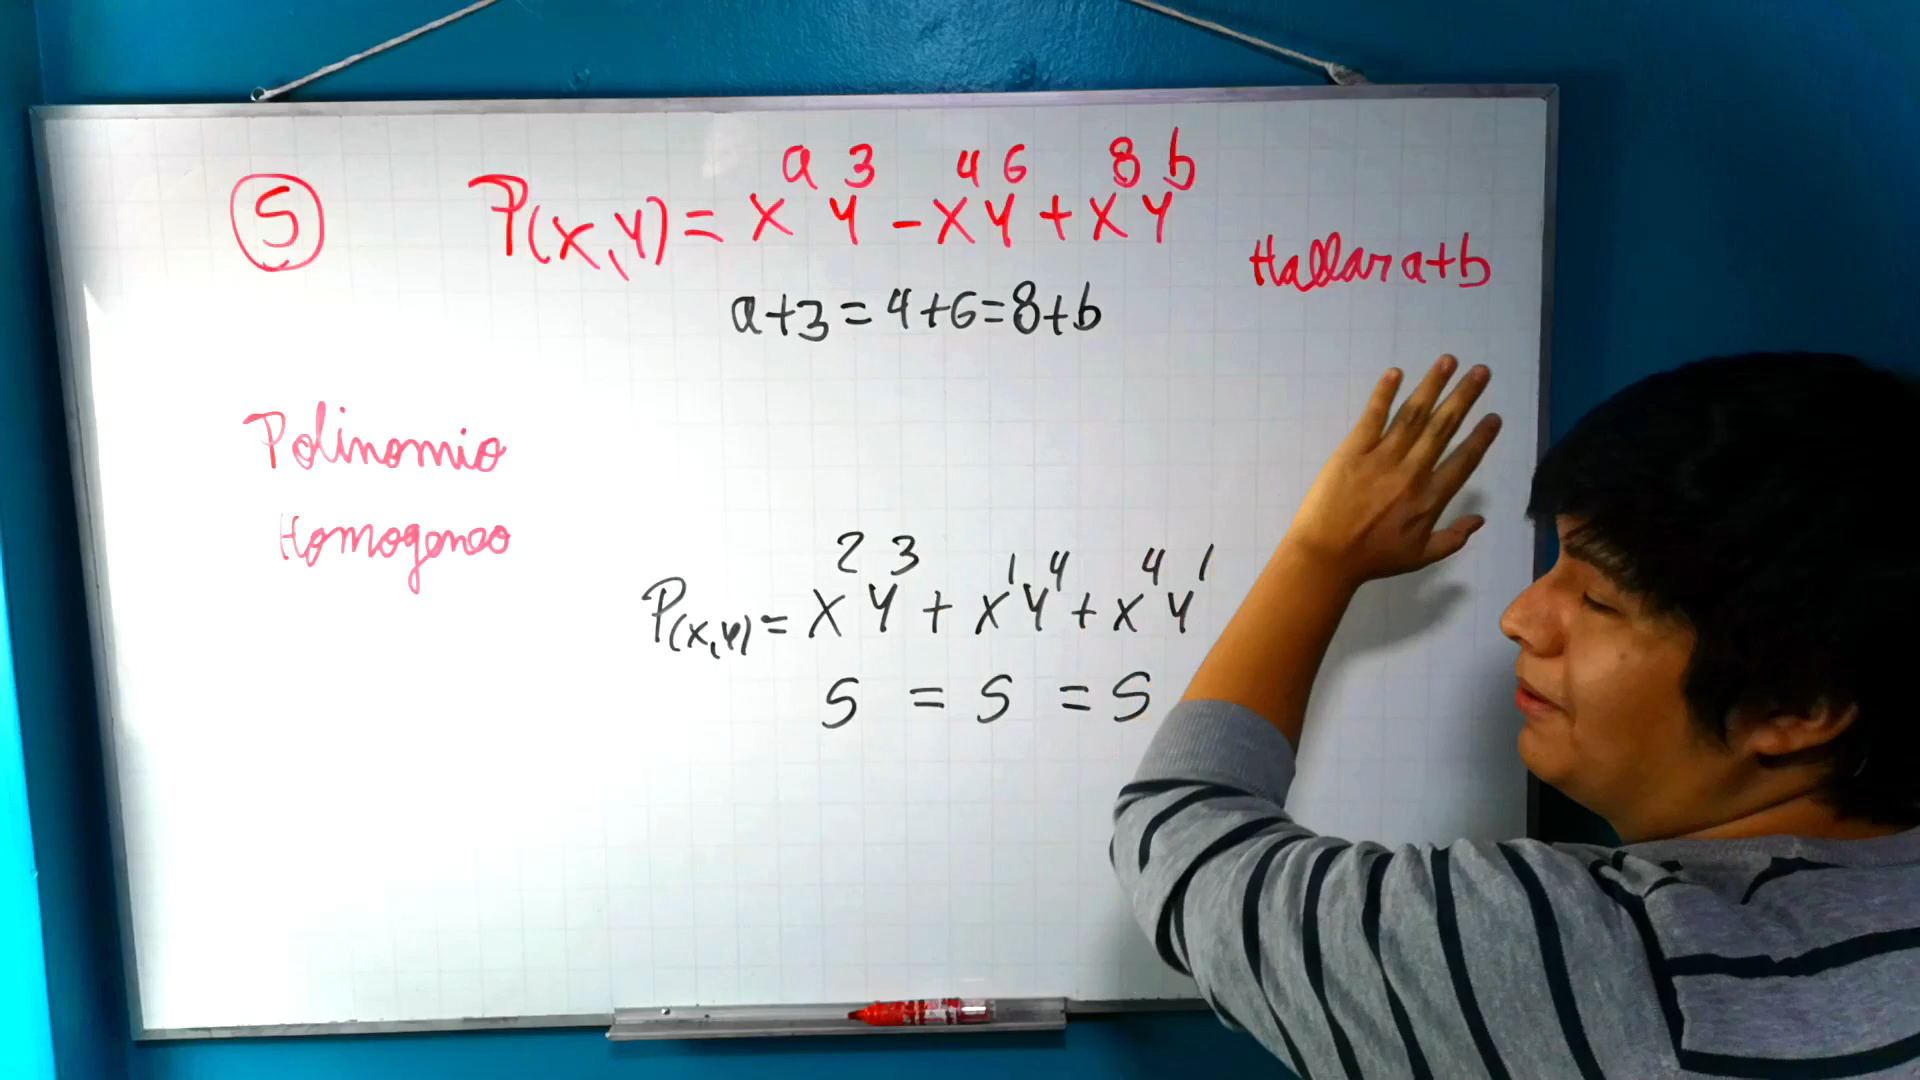 5 P(x,y) = x^a y^3 - x^4 y^6 + x^8 y^b
Hallar a+b
a+3=4+6=8+b
Polinomio
Homogeneo
P(x,y) = x^2 y^3 + x^1 y^4 + x^4 y^1
5 = 5 = 5